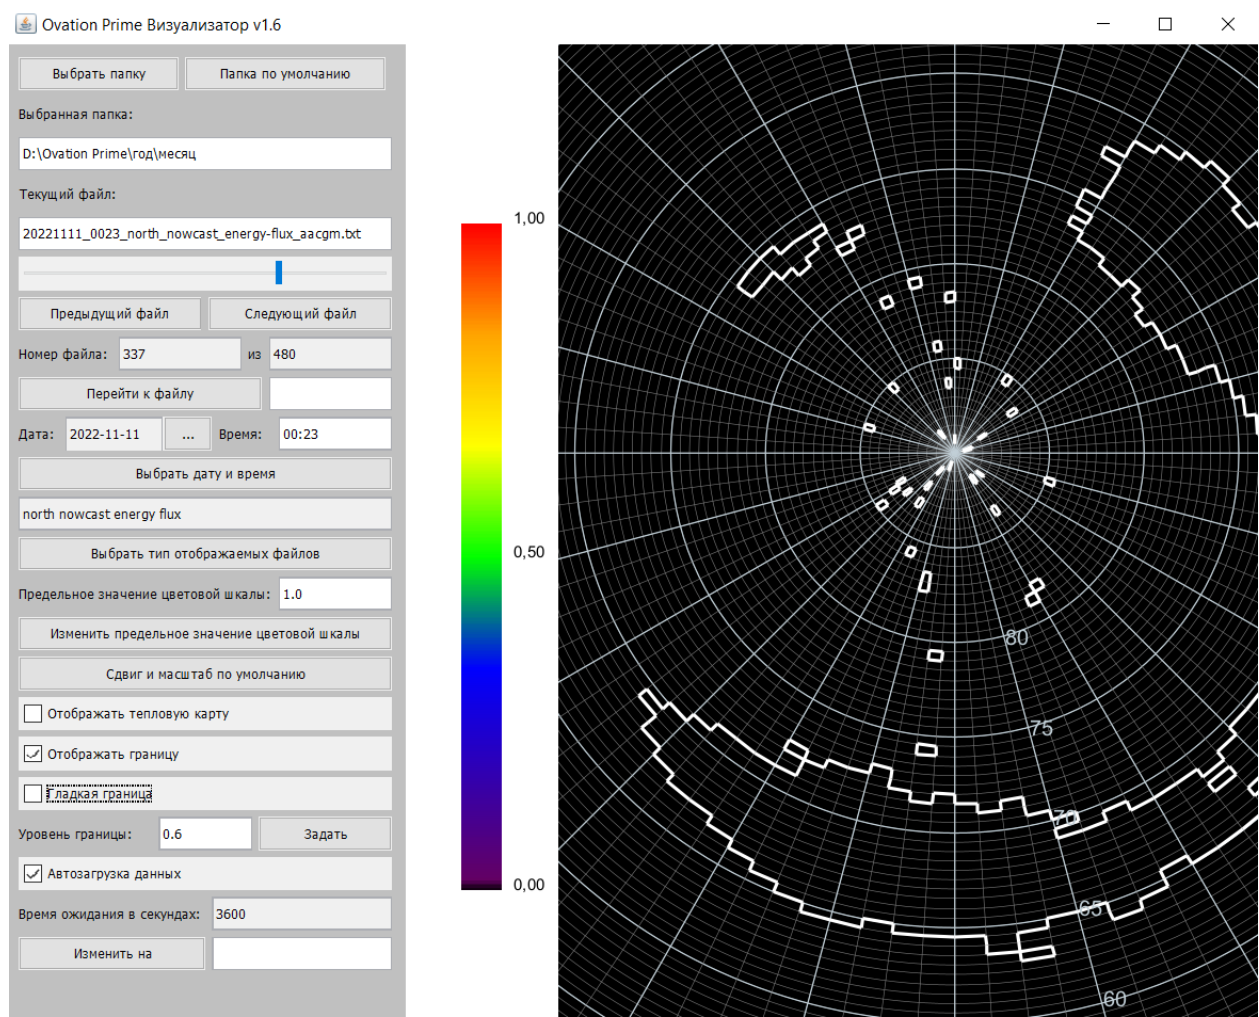 Ovation Prime Визуализатор v1.6
Выбрать папку Папка по умолчанию
Выбранная папка:
D:\Ovation Prime\год\месяц
Текущий файл:
20221111_0023_north_nowcast_energy-flux_aacgm.txt
Предыдущий файл Следующий файл
Номер файла: 337 из 480
Перейти к файлу
Дата: 2022-11-11 ... Время: 00:23
Выбрать дату и время
north nowcast energy flux
Выбрать тип отображаемых файлов
Предельное значение цветовой шкалы: 1.0
Изменить предельное значение цветовой шкалы
Сдвиг и масштаб по умолчанию
Отображать тепловую карту
Отображать границу
Гладкая граница
Уровень границы: 0.6 Задать
Автозагрузка данных
Время ожидания в секундах: 3600
Изменить на
1,00
0,50
0,00
80
75
70
65
60